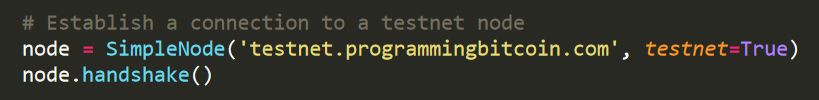 # Establish a connection to a testnet node
node = SimpleNode('testnet.programmingbitcoin.com', testnet=True)
node.handshake()